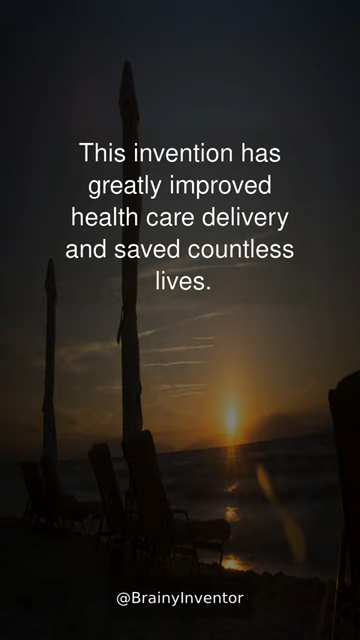 This invention has
greatly improved
health care delivery
and saved countless
lives.
@BrainyInventor